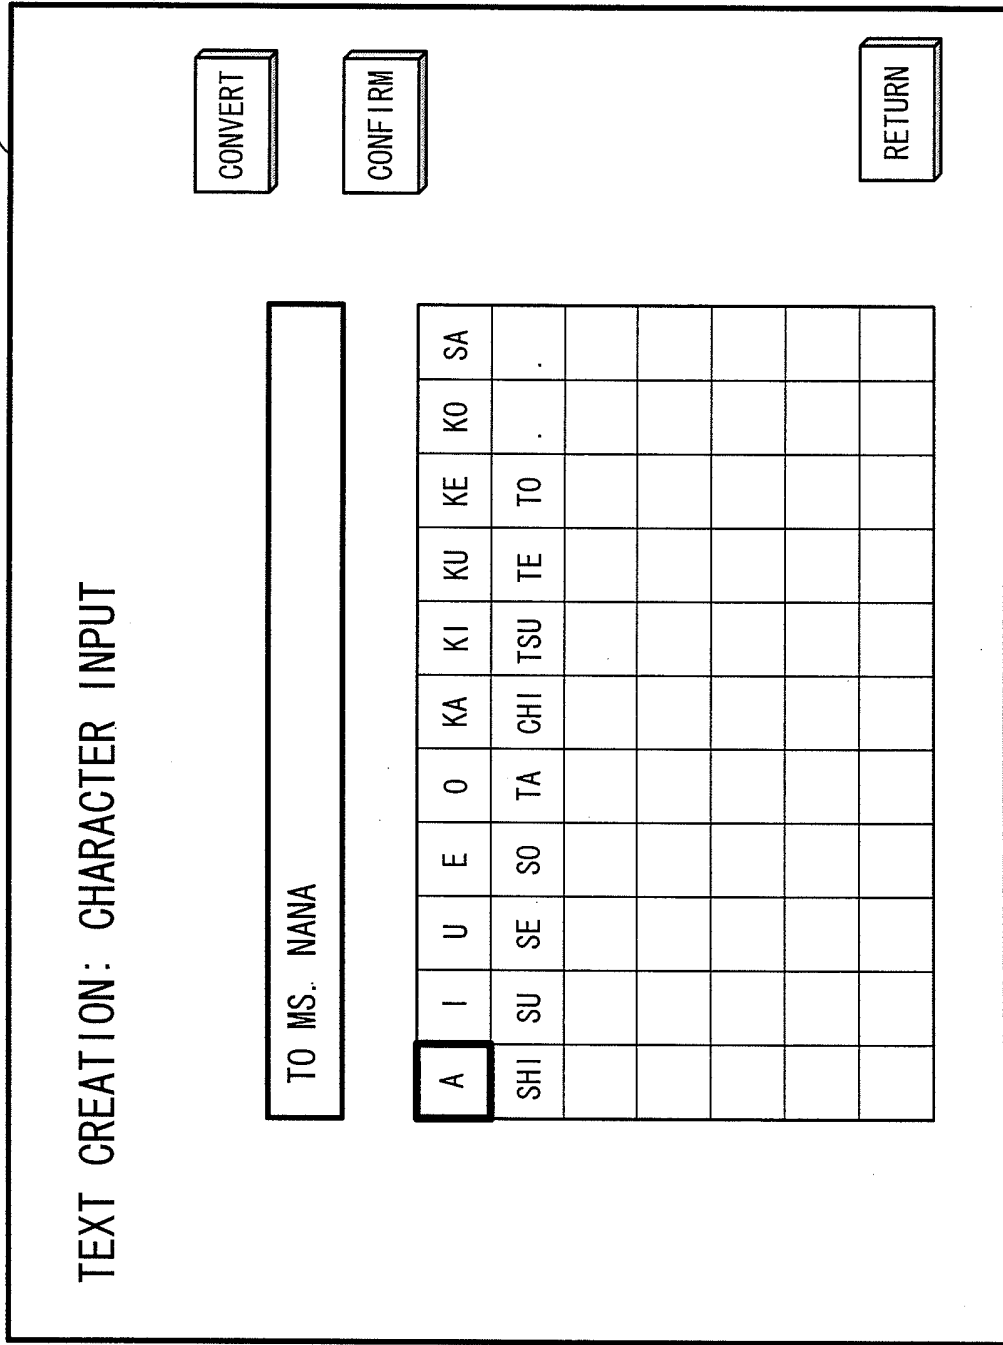 TEXT CREATION: CHARACTER INPUT
CONVERT
TO MS. NANA
CONFIRM
A I U E O KA KI KU KE KO SA
SHI SU SE SO TA CHI TSU TE TO . .
RETURN